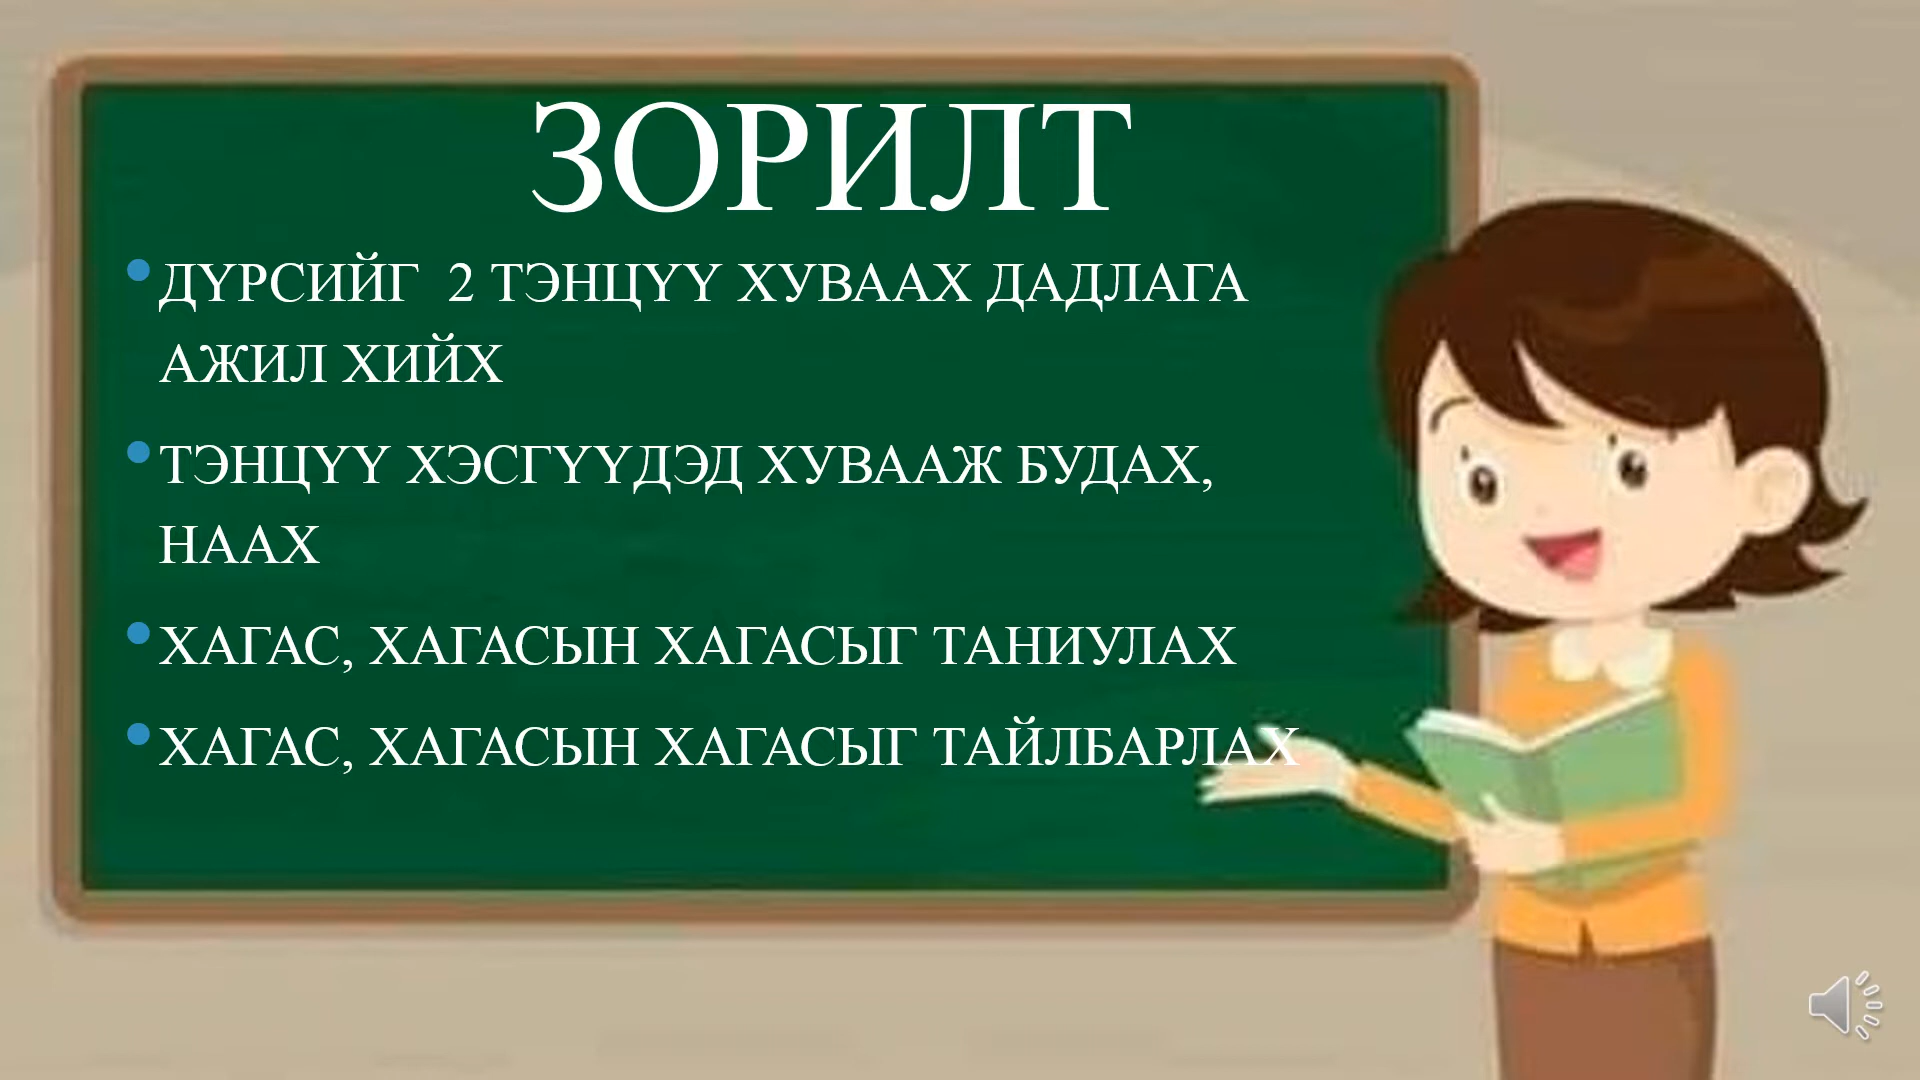 ЗОРИЛТ
• ДҮРСИЙГ 2 ТЭНЦҮҮ ХУВААХ ДАДЛАГА
АЖИЛ ХИЙХ
• ТЭНЦҮҮ ХЭСГҮҮДЭД ХУВААЖ БУДАХ,
НААХ
• ХАГАС, ХАГАСЫН ХАГАСЫГ ТАНИУЛАХ
• ХАГАС, ХАГАСЫН ХАГАСЫГ ТАЙЛБАРЛАХ